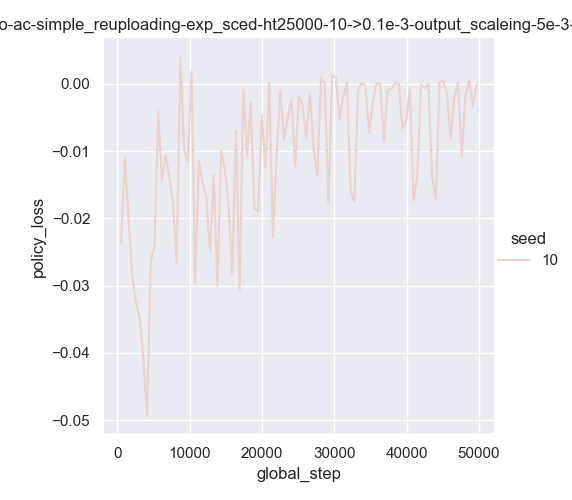 o-ac-simple_reuploading-exp_sced-ht25000-10->0.1e-3-output_scaleing-5e-3-
0.00
−0.01
−0.02
−0.03
−0.04
−0.05
policy_loss
0 10000 20000 30000 40000 50000
global_step
seed
10